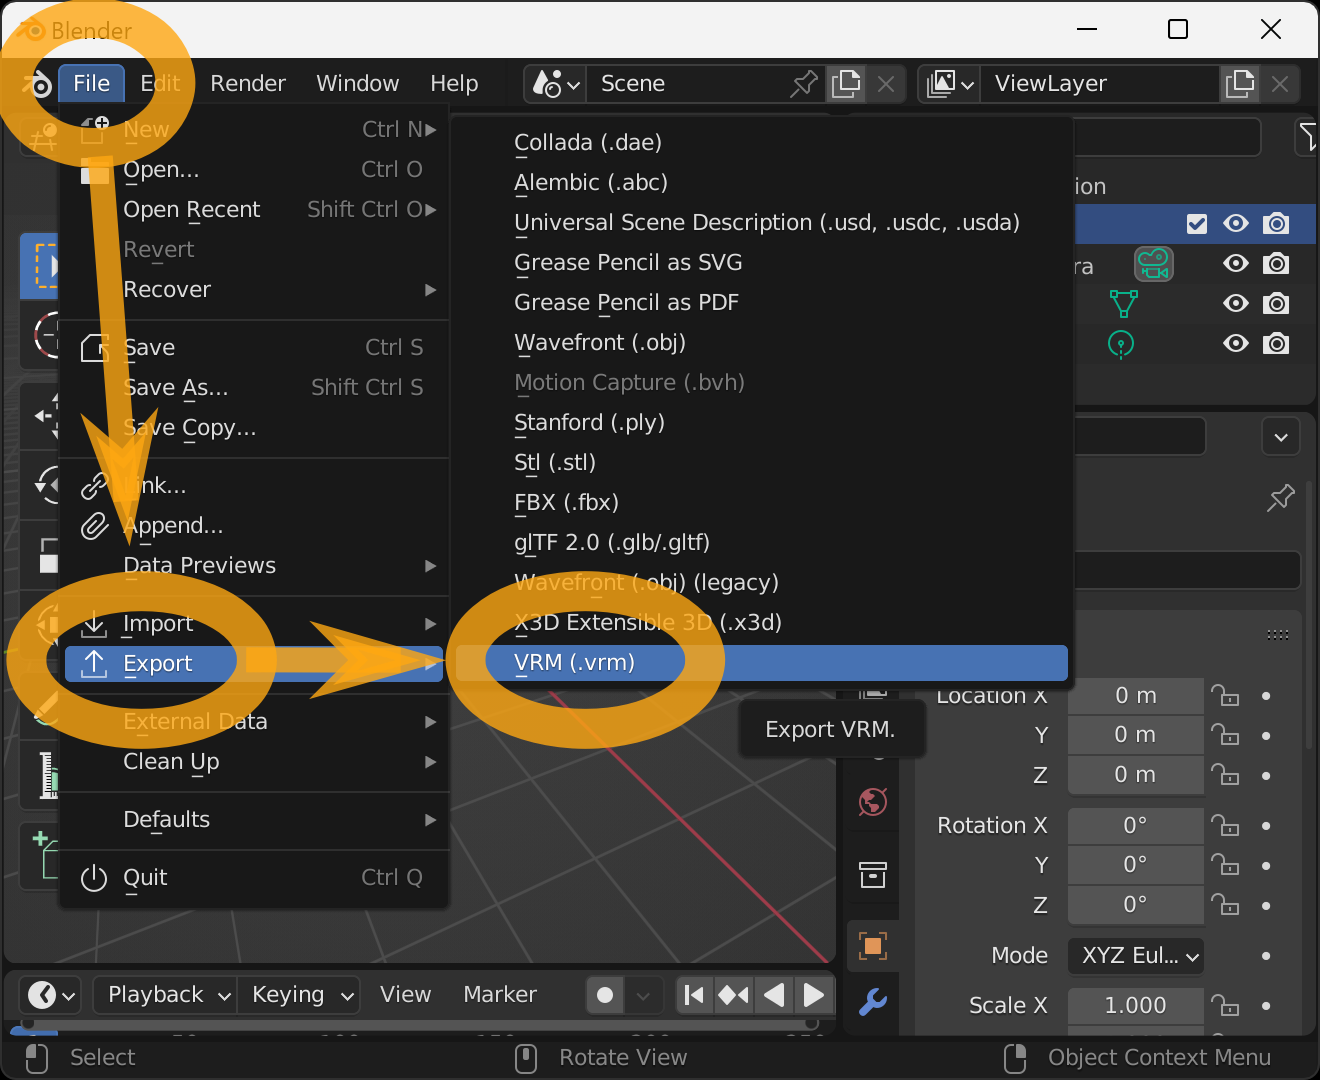 Blender
File Edit Render Window Help Scene ViewLayer
New Ctrl N
Open... Ctrl O
Open Recent Shift Ctrl O
Revert
Recover
Save Ctrl S
Save As... Shift Ctrl S
Save Copy...
Link...
Append...
Data Previews
Import
Export
External Data
Clean Up
Defaults
Quit Ctrl Q
Collada (.dae)
Alembic (.abc)
Universal Scene Description (.usd, .usdc, .usda)
Grease Pencil as SVG
Grease Pencil as PDF
Wavefront (.obj)
Motion Capture (.bvh)
Stanford (.ply)
Stl (.stl)
FBX (.fbx)
glTF 2.0 (.glb/.gltf)
Wavefront (.obj) (legacy)
X3D Extensible 3D (.x3d)
VRM (.vrm)
Export VRM.
ion
ra
Location X 0 m
Y 0 m
Z 0 m
Rotation X 0°
Y 0°
Z 0°
Mode XYZ Eul...
Scale X 1.000
Playback Keying View Marker
Select Rotate View Object Context Menu